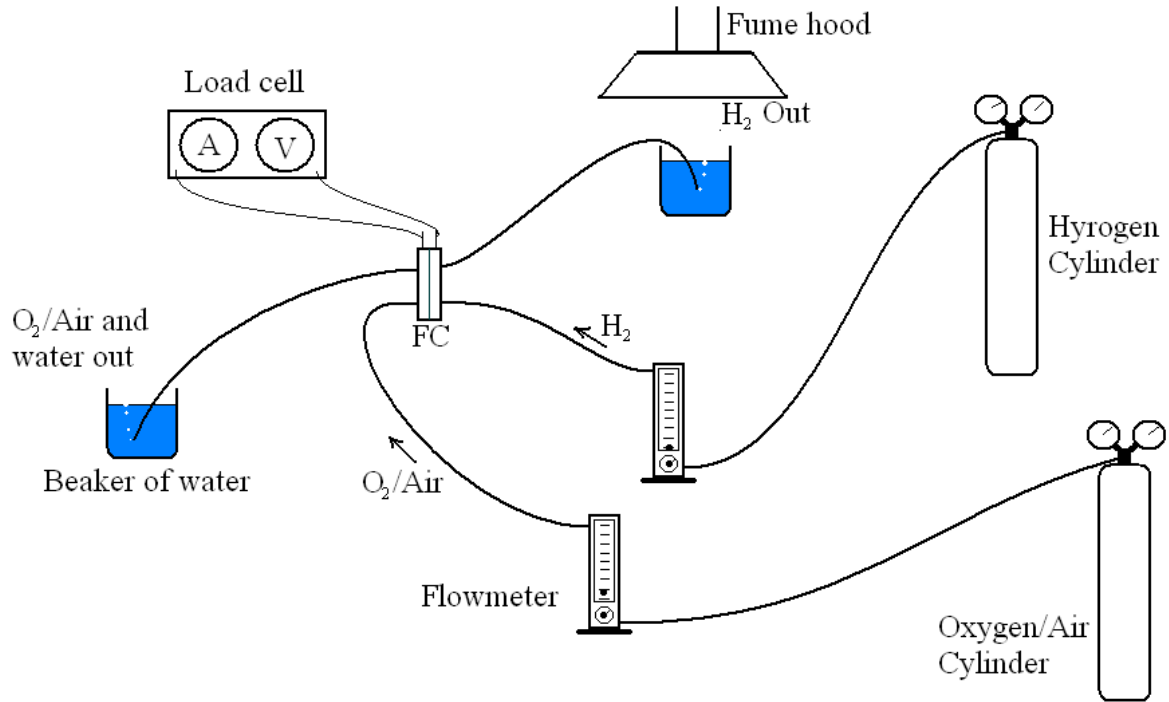 Fume hood
Load cell
A
V
H₂ Out
Hyrogen
Cylinder
O₂/Air and
water out
FC
H₂
Beaker of water
O₂/Air
Flowmeter
Oxygen/Air
Cylinder